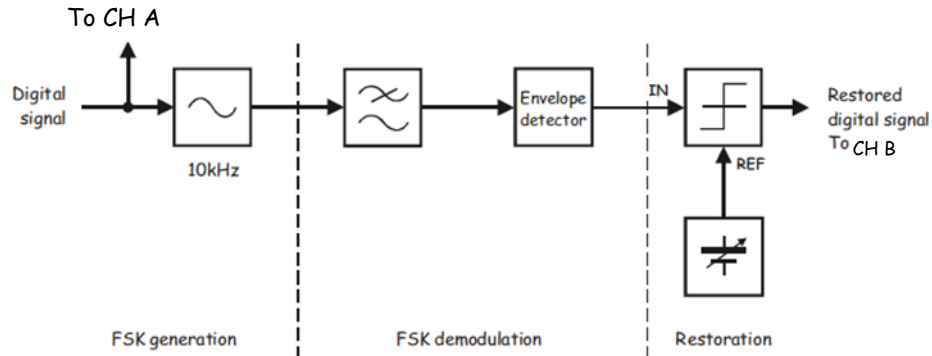 To CH A
Digital
signal
10kHz
Envelope
detector
IN
REF
Restored
digital signal
To CH B
FSK generation
FSK demodulation
Restoration